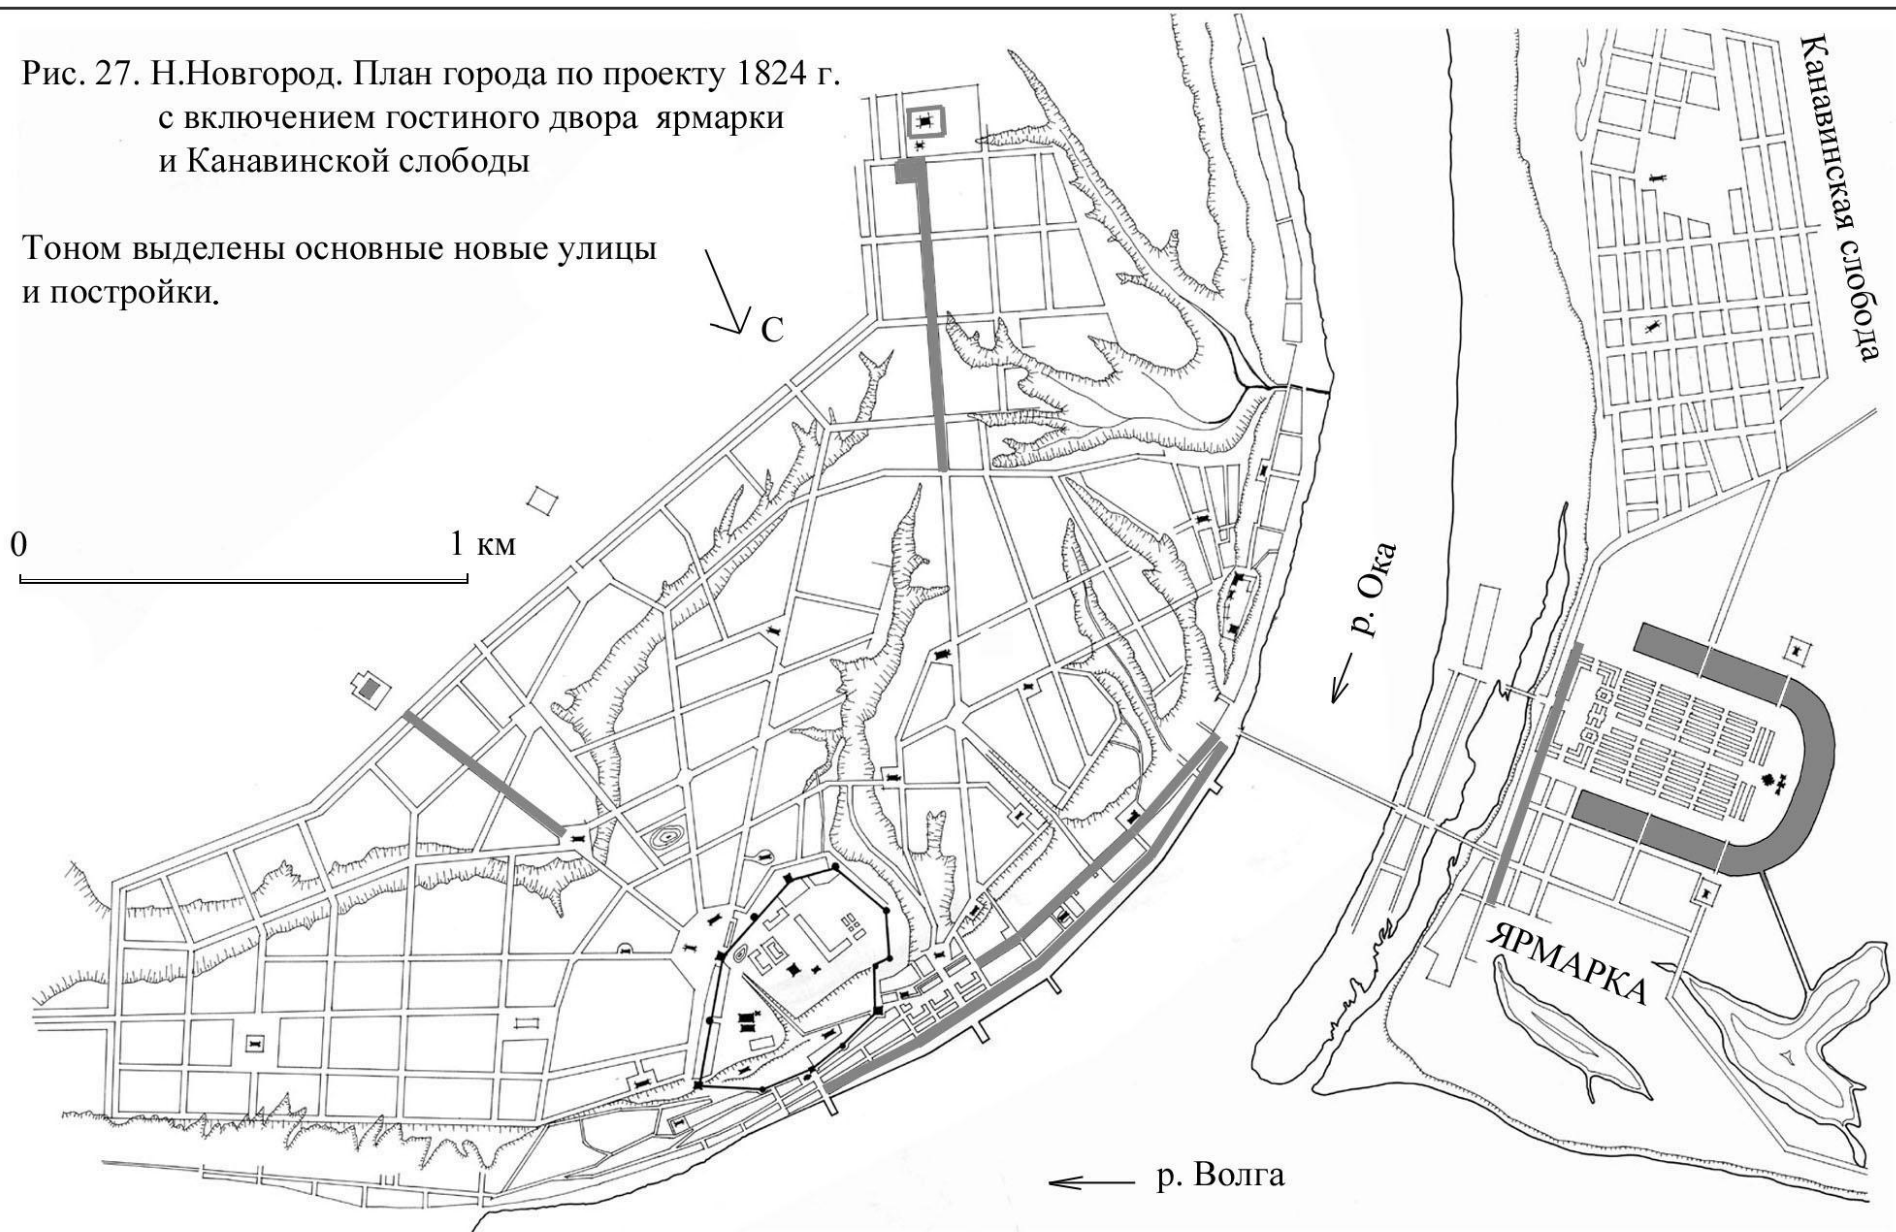 Рис. 27. Н.Новгород. План города по проекту 1824 г.
с включением гостиного двора ярмарки
и Канавинской слободы
Тоном выделены основные новые улицы
и постройки.
С
0 1 км
Канавинская слобода
р. Ока
ЯРМАРКА
р. Волга